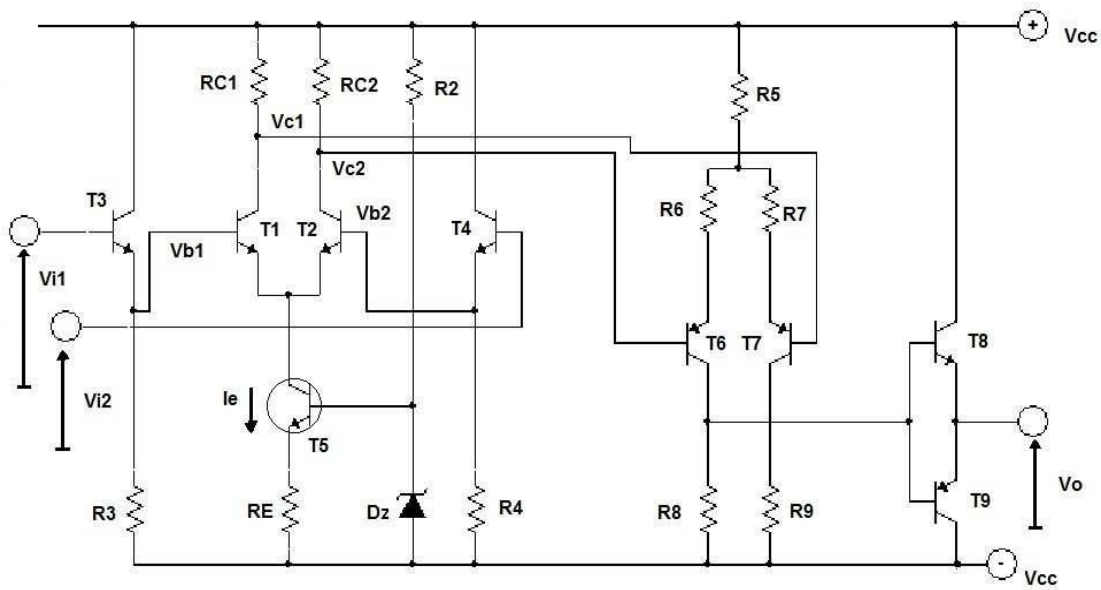 + Vcc
RC1 RC2 R2 R5
Vc1
Vc2
T3 R6 R7
T1 T2 Vb2 T4
Vb1
Vi1
T6 T7 T8
Vi2
Ie
T5
Vo
R3 RE Dz R4 R8 R9 T9
- Vcc